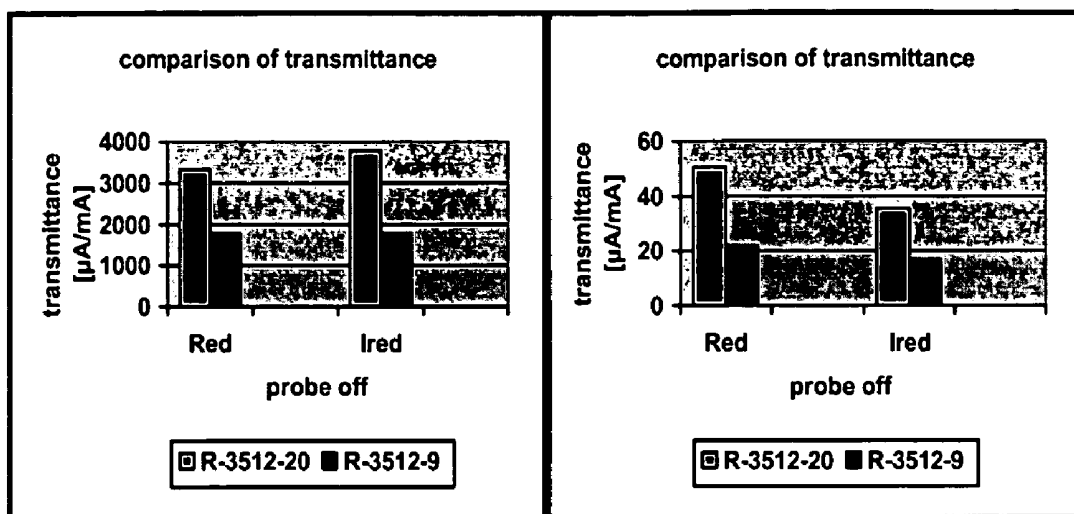 comparison of transmittance
transmittance
[µA/mA]
4000
3000
2000
1000
0
Red Ired
probe off
R-3512-20 R-3512-9
comparison of transmittance
transmittance
[µA/mA]
60
40
20
0
Red Ired
probe off
R-3512-20 R-3512-9